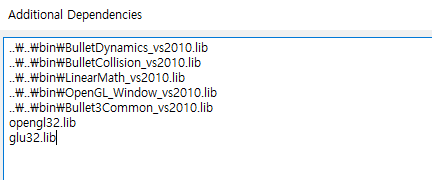 Additional Dependencies
..₩..₩bin₩BulletDynamics_vs2010.lib
..₩..₩bin₩BulletCollision_vs2010.lib
..₩..₩bin₩LinearMath_vs2010.lib
..₩..₩bin₩OpenGL_Window_vs2010.lib
..₩..₩bin₩Bullet3Common_vs2010.lib
opengl32.lib
glu32.lib